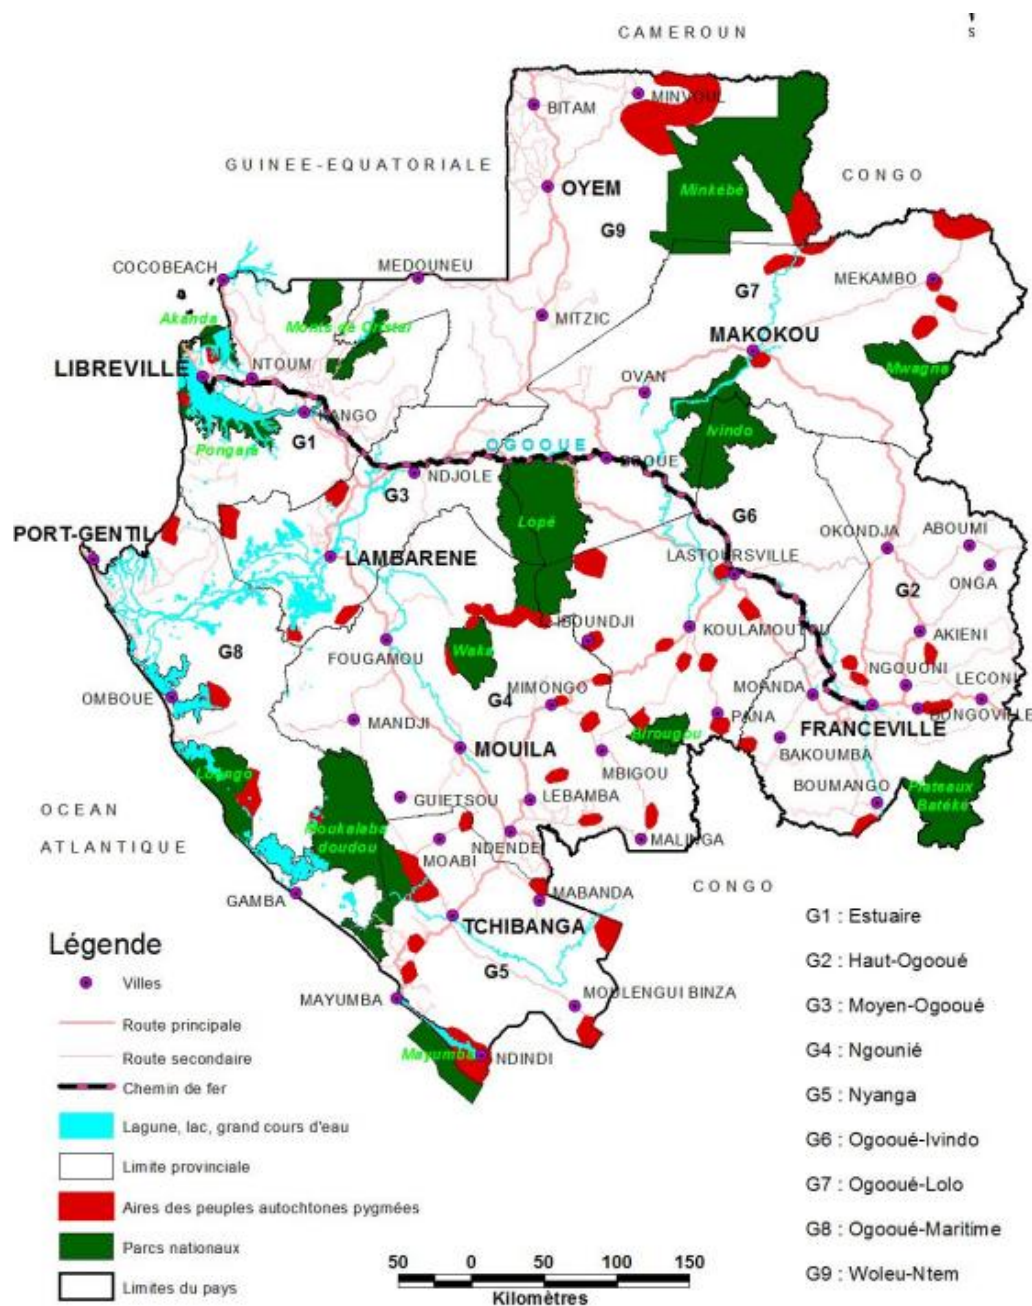 S
CAMEROUN
MINVOUL
BITAM
GUINEE-EQUATORIALE
CONGO
OYEM
Minkébé
G9
COCOBEACH
MEDOUNEU
MEKAMBO
G7
Akanda
Monts de Cristal
MITZIC
MAKOKOU
LIBREVILLE
NTOUM
Mwagne
OVAN
KANGO
G1
Ivindo
Pongara
OGOOUE
BOOUE
NDJOLE
G3
Lopé
G6
PORT-GENTIL
OKONDJA
ABOUMI
LAMBARENE
LASTOURSVILLE
ONGA
G2
IBOUNDJI
KOULAMOUTOU
AKIENI
G8
FOUGAMOU
Waka
NGOUONI
LECONI
OMBOUE
MIMONGO
G4
MOANDA
PANA
BONGOVILLE
MANDJI
FRANCEVILLE
Birougou
MOUILA
BAKOUMBA
MBIGOU
Loango
BOUMANGO
Plateaux
Batéké
OCEAN
GUIETSOU
LEBAMBA
Moukalaba
doudou
ATLANTIQUE
MOABI
NDENDE
MALINGA
GAMBA
MABANDA
CONGO
TCHIBANGA
G5
MAYUMBA
MOULENGUI BINZA
Mayumba
NDINDI
Légende
Villes
Route principale
Route secondaire
Chemin de fer
Lagune, lac, grand cours d'eau
Limite provinciale
Aires des peuples autochtones pygmées
Parcs nationaux
Limites du pays
50 0 50 100 150
Kilomètres
G1 : Estuaire
G2 : Haut-Ogooué
G3 : Moyen-Ogooué
G4 : Ngounié
G5 : Nyanga
G6 : Ogooué-Ivindo
G7 : Ogooué-Lolo
G8 : Ogooué-Maritime
G9 : Woleu-Ntem